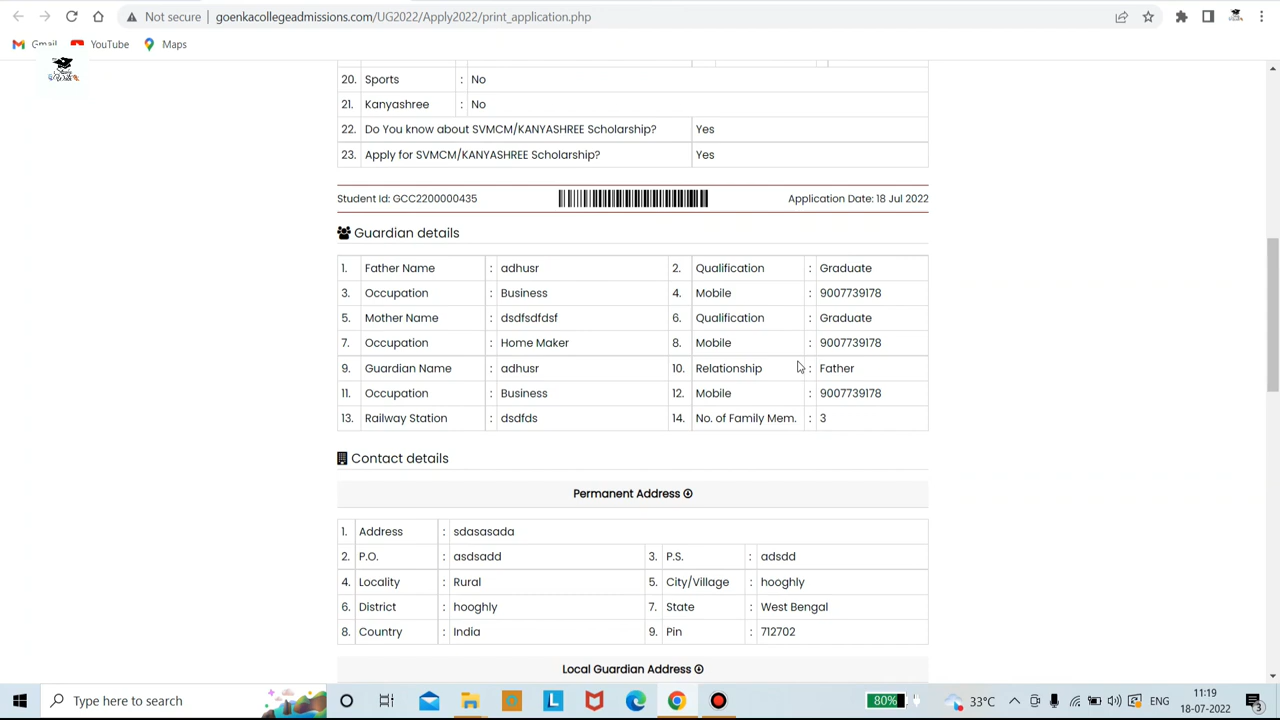 Not secure | goenkacollegeadmissions.com/UG2022/Apply2022/print_application.php
Gmail YouTube Maps
20. Sports : No
21. Kanyashree : No
22. Do You know about SVMCM/KANYASHREE Scholarship? Yes
23. Apply for SVMCM/KANYASHREE Scholarship? Yes
Student Id: GCC2200000435 Application Date: 18 Jul 2022
Guardian details
1. Father Name : adhusr 2. Qualification : Graduate
3. Occupation : Business 4. Mobile : 9007739178
5. Mother Name : dsdfsdfdsf 6. Qualification : Graduate
7. Occupation : Home Maker 8. Mobile : 9007739178
9. Guardian Name : adhusr 10. Relationship : Father
11. Occupation : Business 12. Mobile : 9007739178
13. Railway Station : dsdfds 14. No. of Family Mem. : 3
Contact details
Permanent Address
1. Address : sdasasada
2. P.O. : asdsadd 3. P.S. : adsdd
4. Locality : Rural 5. City/Village : hooghly
6. District : hooghly 7. State : West Bengal
8. Country : India 9. Pin : 712702
Local Guardian Address
Type here to search 80% 33°C ENG 11:19
18-07-2022 3